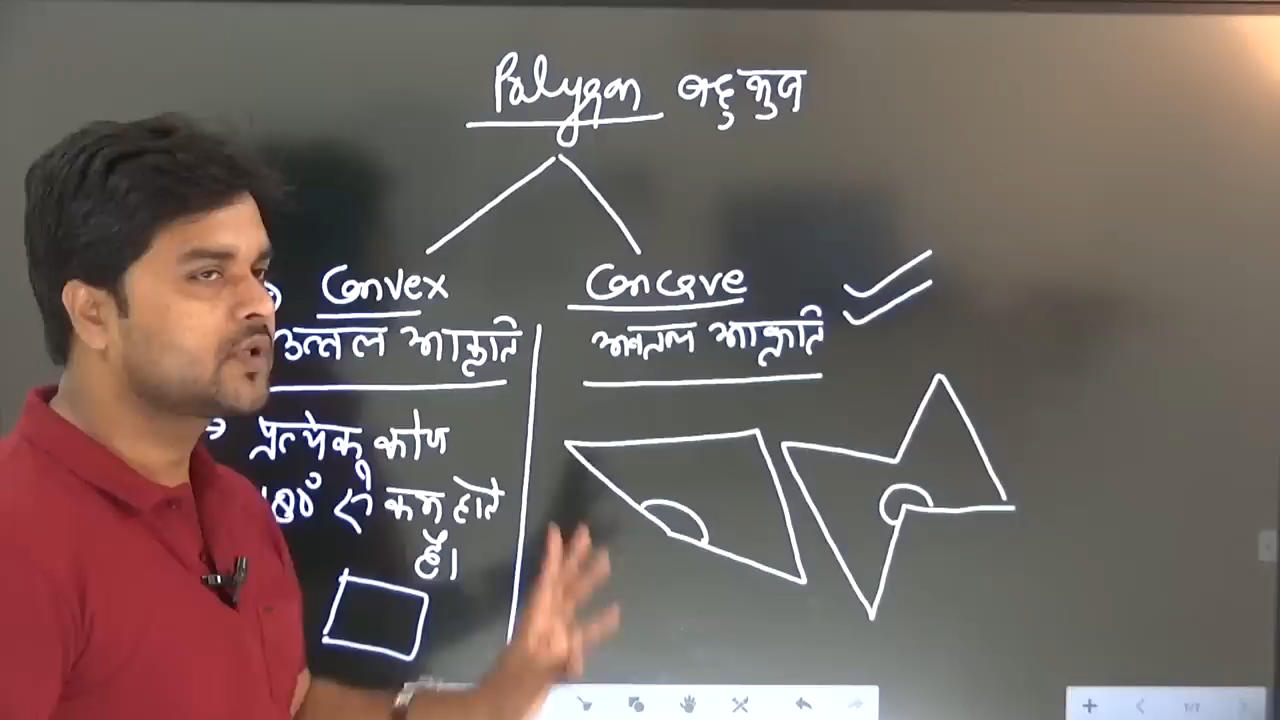 Polygon बहुभुज
Convex
Concave
उत्तल आकृति
अवतल आकृति
→ प्रत्येक कोण
180° से कम होते
हैं।